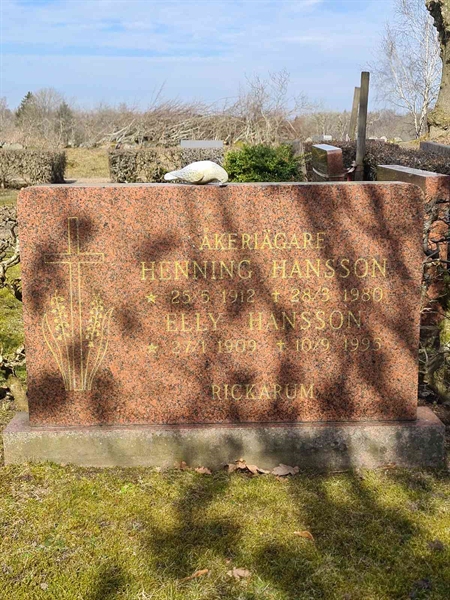 ÅKERIÄGARE
HENNING HANSSON
★ 25/5 1912 ✝ 28/3 1980
ELLY HANSSON
★ 27/1 1909 ✝ 16/9 1995
RICKARUM